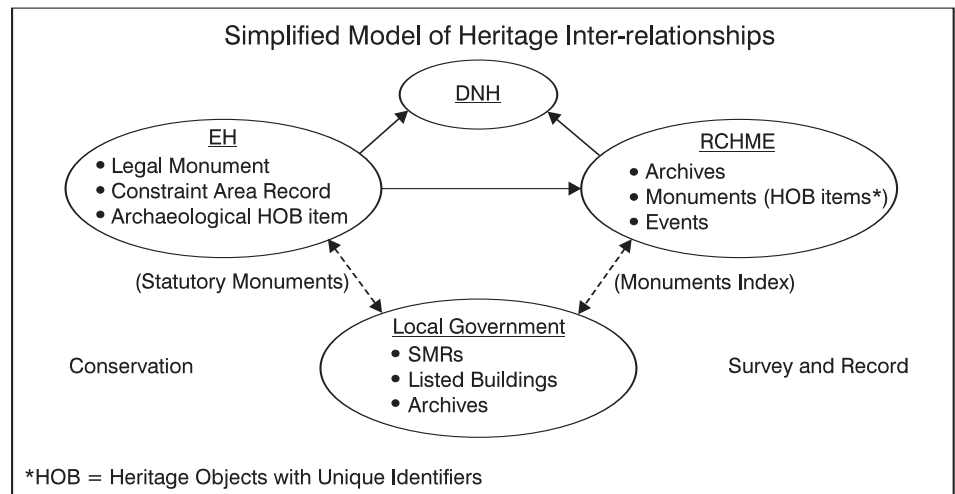 Simplified Model of Heritage Inter-relationships
DNH
EH
• Legal Monument
• Constraint Area Record
• Archaeological HOB item
RCHME
• Archives
• Monuments (HOB items*)
• Events
(Statutory Monuments)
(Monuments Index)
Local Government
• SMRs
• Listed Buildings
• Archives
Conservation
Survey and Record
*HOB = Heritage Objects with Unique Identifiers